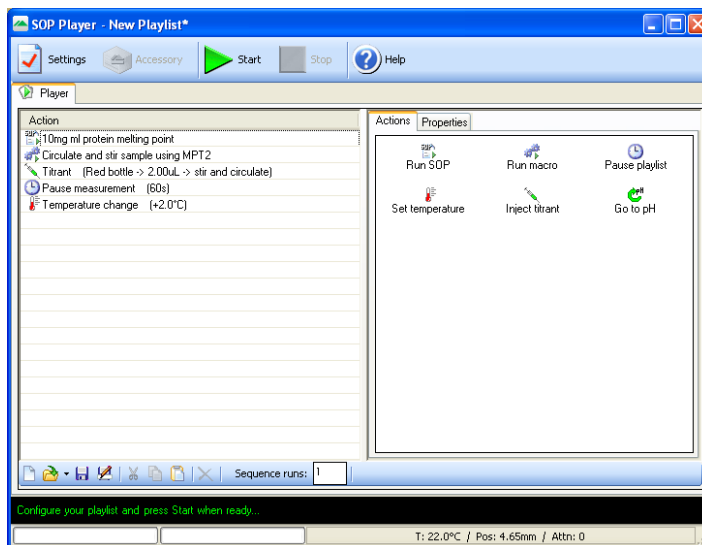 SOP Player - New Playlist*
Settings Accessory Start Stop Help
Player
Action
10mg ml protein melting point
Circulate and stir sample using MPT2
Titrant (Red bottle -> 2.00uL -> stir and circulate)
Pause measurement (60s)
Temperature change (+2.0°C)
Actions Properties
Run SOP Run macro Pause playlist
Set temperature Inject titrant Go to pH
Sequence runs: 1
Configure your playlist and press Start when ready...
T: 22.0°C / Pos: 4.65mm / Attn: 0